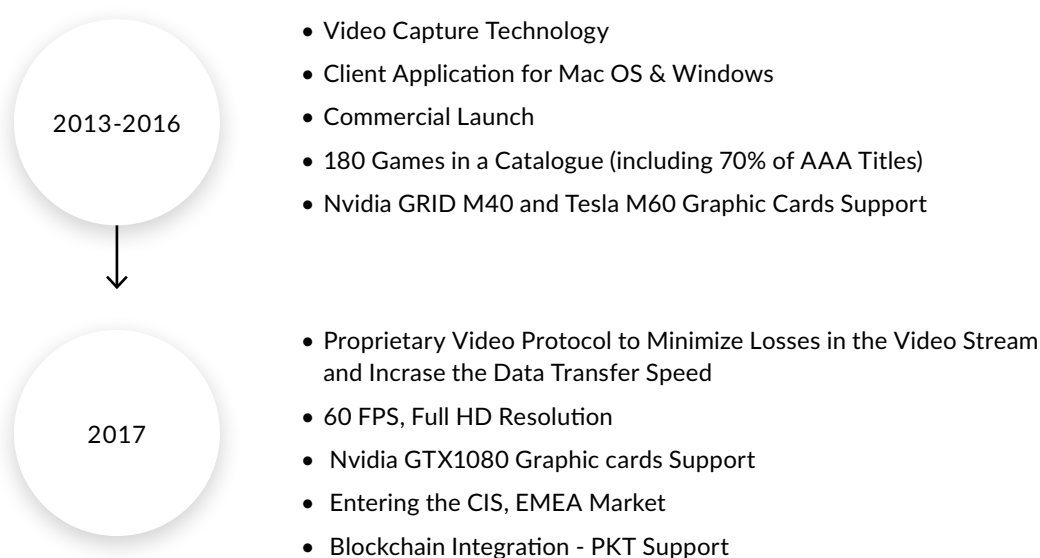 2013-2016
• Video Capture Technology
• Client Application for Mac OS & Windows
• Commercial Launch
• 180 Games in a Catalogue (including 70% of AAA Titles)
• Nvidia GRID M40 and Tesla M60 Graphic Cards Support
2017
• Proprietary Video Protocol to Minimize Losses in the Video Stream
and Incrase the Data Transfer Speed
• 60 FPS, Full HD Resolution
• Nvidia GTX1080 Graphic cards Support
• Entering the CIS, EMEA Market
• Blockchain Integration - PKT Support